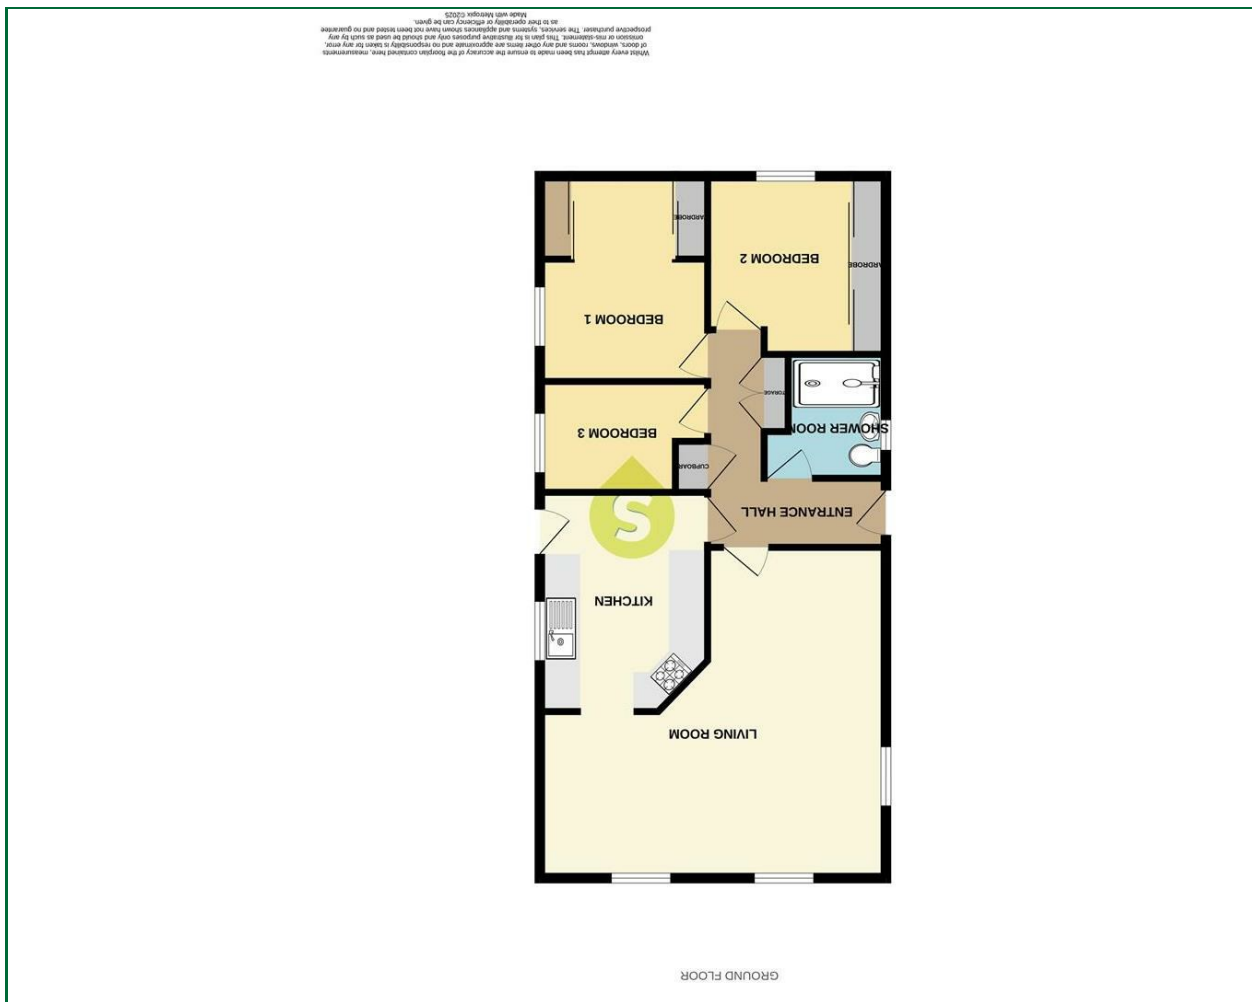 GROUND FLOOR
LIVING ROOM
KITCHEN
ENTRANCE HALL
CUPBOARD
SHOWER ROOM
STORAGE
BEDROOM 3
BEDROOM 1
BEDROOM 2
WARDROBE
WARDROBE
S
Whilst every attempt has been made to ensure the accuracy of the floorplan contained here, measurements
of doors, windows, rooms and any other items are approximate and no responsibility is taken for any error,
omission or mis-statement. This plan is for illustrative purposes only and should be used as such by any
prospective purchaser. The services, systems and appliances shown have not been tested and no guarantee
as to their operability or efficiency can be given.
Made with Metropix ©2025